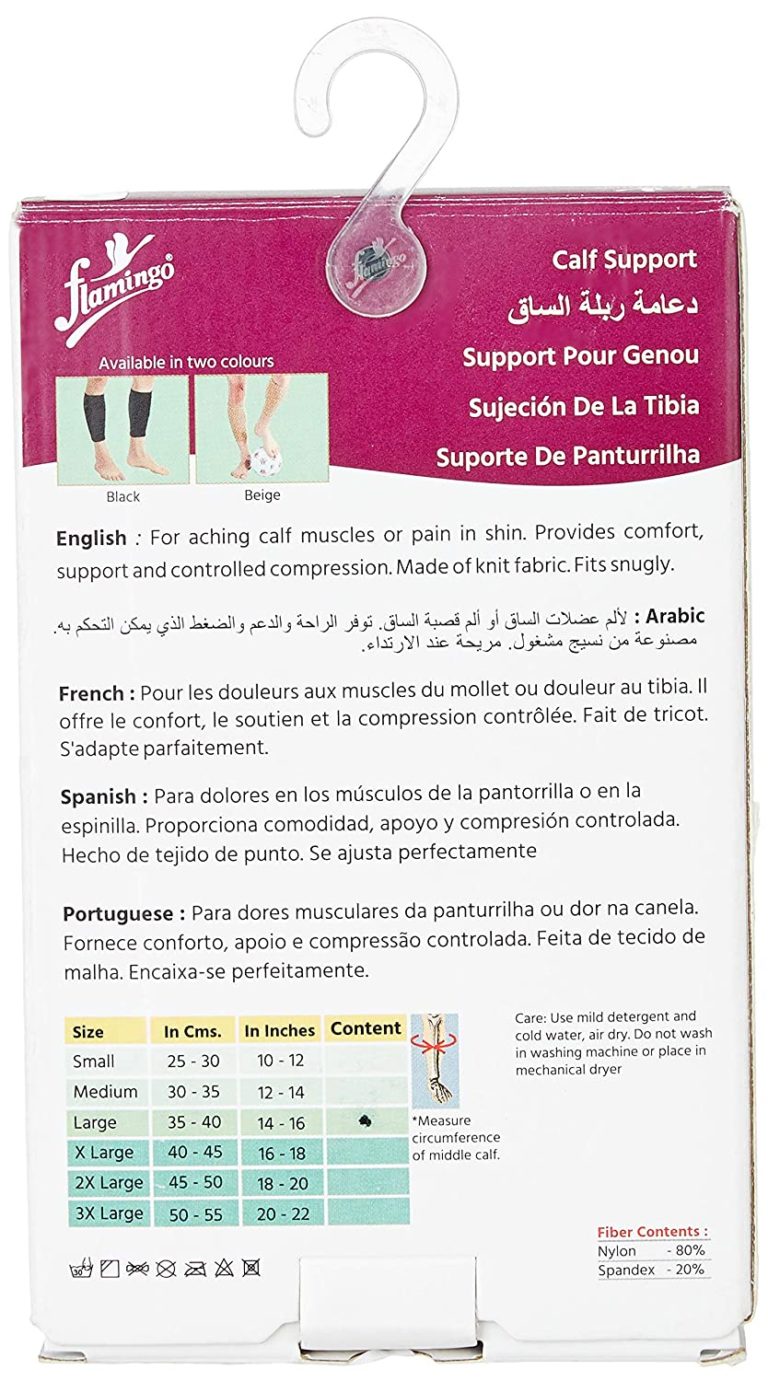 flamingo®
flamingo
Calf Support
دعامة ربلة الساق
Support Pour Genou
Sujeción De La Tibia
Suporte De Panturrilha
Available in two colours
Black
Beige
English : For aching calf muscles or pain in shin. Provides comfort,
support and controlled compression. Made of knit fabric. Fits snugly.
Arabic : لألم عضلات الساق أو ألم قصبة الساق. توفر الراحة والدعم والضغط الذي يمكن التحكم به.
مصنوعة من نسيج مشغول. مريحة عند الارتداء.
French : Pour les douleurs aux muscles du mollet ou douleur au tibia. Il
offre le confort, le soutien et la compression contrôlée. Fait de tricot.
S'adapte parfaitement.
Spanish : Para dolores en los músculos de la pantorrilla o en la
espinilla. Proporciona comodidad, apoyo y compresión controlada.
Hecho de tejido de punto. Se ajusta perfectamente
Portuguese : Para dores musculares da panturrilha ou dor na canela.
Fornece conforto, apoio e compressão controlada. Feita de tecido de
malha. Encaixa-se perfeitamente.
Size In Cms. In Inches Content
Small 25 - 30 10 - 12
Medium 30 - 35 12 - 14
Large 35 - 40 14 - 16
X Large 40 - 45 16 - 18
2X Large 45 - 50 18 - 20
3X Large 50 - 55 20 - 22
*Measure
circumference
of middle calf.
Care: Use mild detergent and
cold water, air dry. Do not wash
in washing machine or place in
mechanical dryer
30°
Fiber Contents :
Nylon - 80%
Spandex - 20%